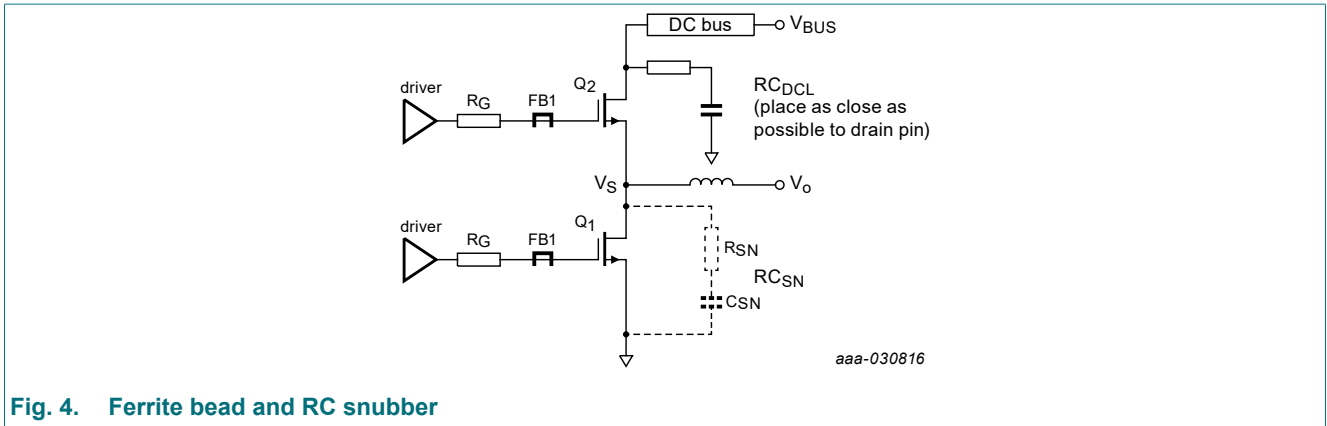 DC bus
VBUS
driver
RG
FB1
Q2
RCDCL
(place as close as
possible to drain pin)
VS
Vo
driver
RG
FB1
Q1
RSN
RCSN
CSN
aaa-030816
Fig. 4. Ferrite bead and RC snubber